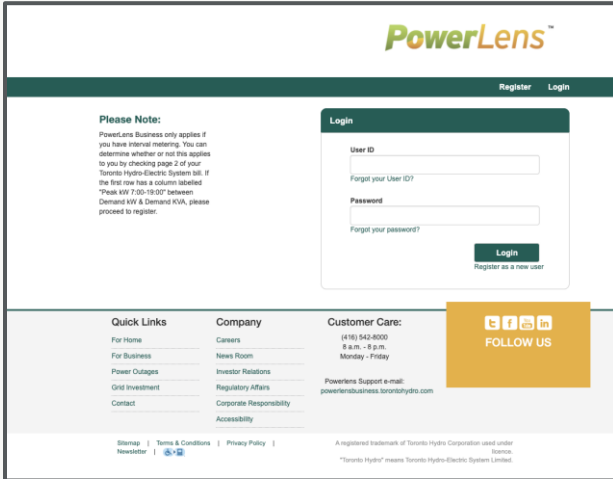 PowerLens™
Register Login
Please Note:
PowerLens Business only applies if
you have interval metering. You can
determine whether or not this applies
to you by checking page 2 of your
Toronto Hydro-Electric System bill. If
the first row has a column labelled
"Peak kW 7:00-19:00" between
Demand kW & Demand KVA, please
proceed to register.
Login
User ID
Forgot your User ID?
Password
Forgot your password?
Login
Register as a new user
Quick Links
For Home
For Business
Power Outages
Grid Investment
Contact
Company
Careers
News Room
Investor Relations
Regulatory Affairs
Corporate Responsibility
Accessibility
Customer Care:
(416) 542-8000
8 a.m. - 8 p.m.
Monday - Friday
Powerlens Support e-mail:
powerlensbusiness.torontohydro.com
FOLLOW US
Sitemap | Terms & Conditions | Privacy Policy |
Newsletter |
A registered trademark of Toronto Hydro Corporation used under
licence.
"Toronto Hydro" means Toronto Hydro-Electric System Limited.